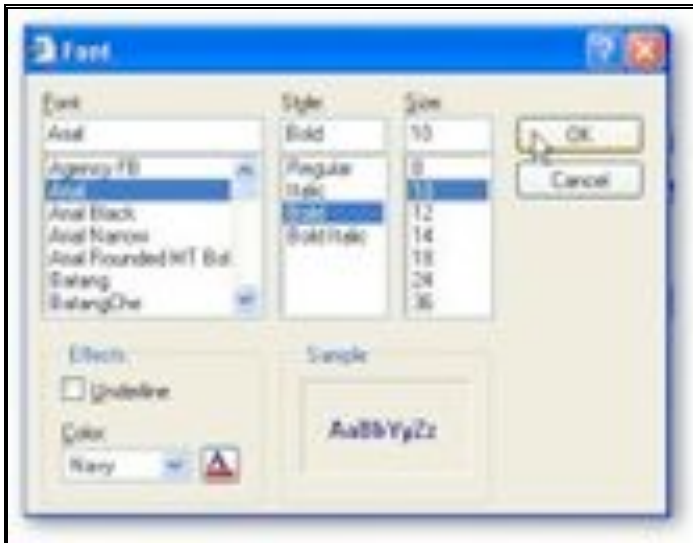 Font
Font: Style: Size:
Arial Bold 10 OK
Agency FB Regular 8 Cancel
Arial Italic 10
Arial Black Bold 12
Arial Narrow Bold Italic 14
Arial Rounded MT Bol 18
Batang 24
BatangChe 36
Effects Sample
Underline
AaBbYyZz
Color:
Navy